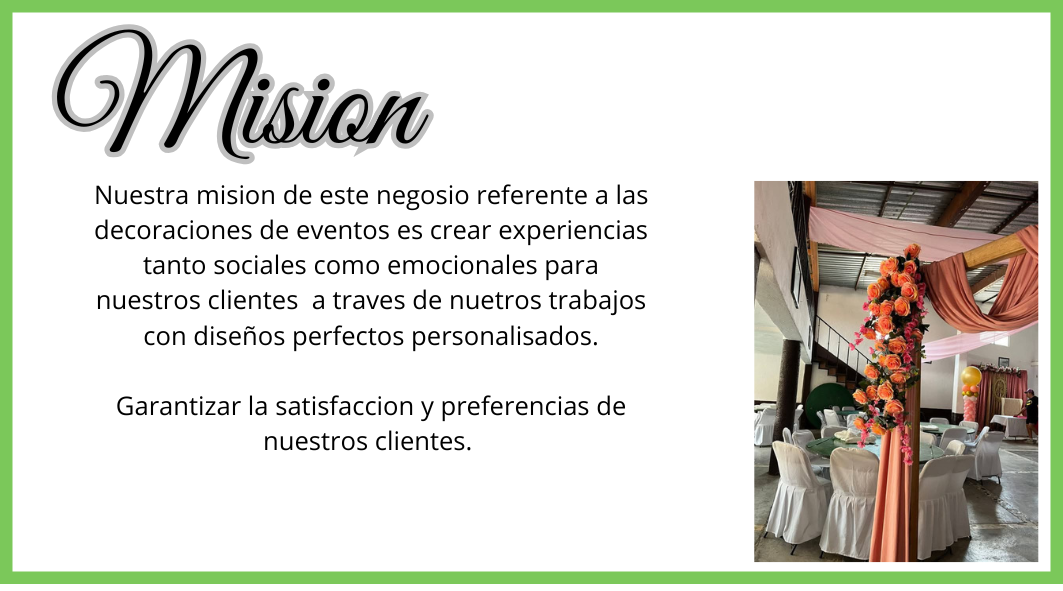 Mision
Nuestra mision de este negosio referente a las
decoraciones de eventos es crear experiencias
tanto sociales como emocionales para
nuestros clientes  a traves de nuetros trabajos
con diseños perfectos personalisados.
Garantizar la satisfaccion y preferencias de
nuestros clientes.